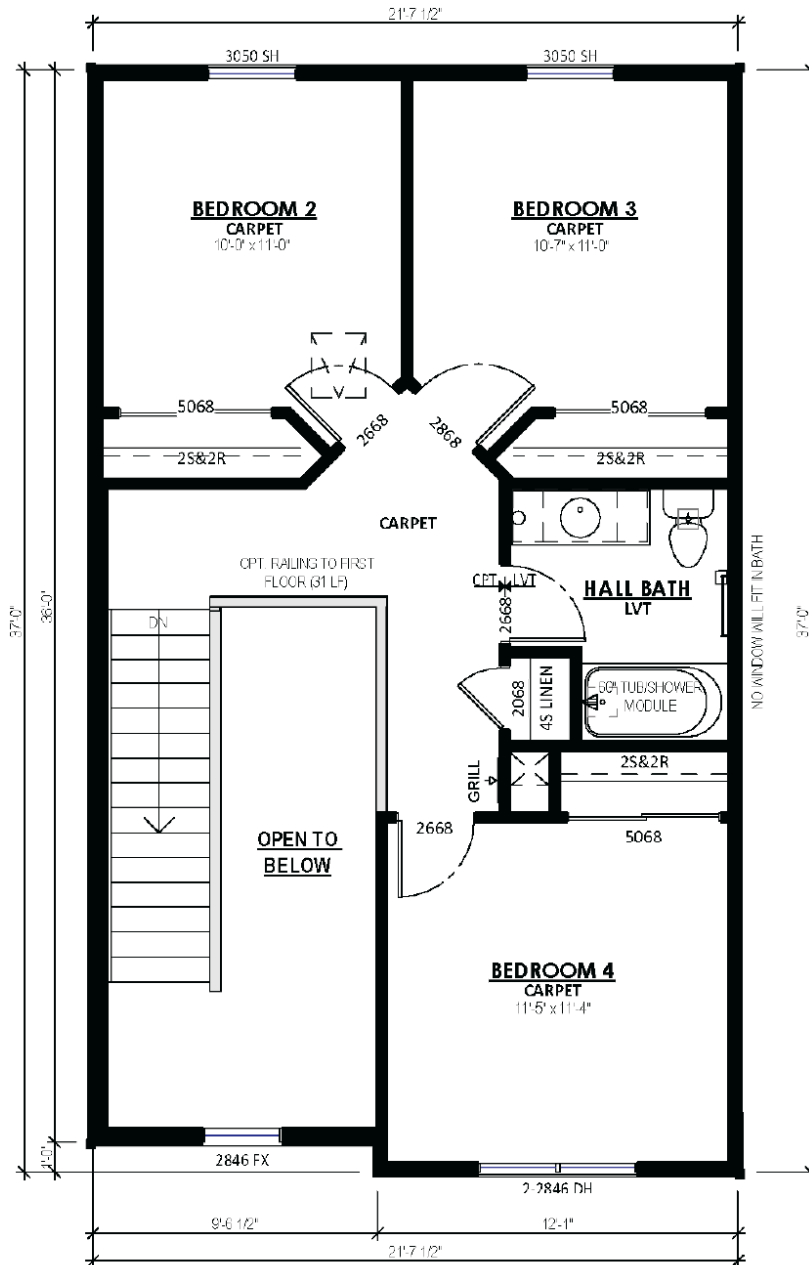 21'-7 1/2"
3050 SH
3050 SH
BEDROOM 2
CARPET
10'-0" x 11'-0"
BEDROOM 3
CARPET
10'-7" x 11'-0"
5068
2668
2868
5068
2S&2R
2S&2R
CARPET
OPT. RAILING TO FIRST
FLOOR (31 LF)
CPT
LVT
HALL BATH
LVT
2668
NO WINDOW WILL FIT IN BATH
37'-0"
36'-0"
37'-0"
DN
2068
4S LINEN
60" TUB/SHOWER
MODULE
GRILL
2S&2R
2668
5068
OPEN TO
BELOW
BEDROOM 4
CARPET
11'-5" x 11'-4"
1'-0"
2846 FX
2-2846 DH
9'-6 1/2"
12'-1"
21'-7 1/2"